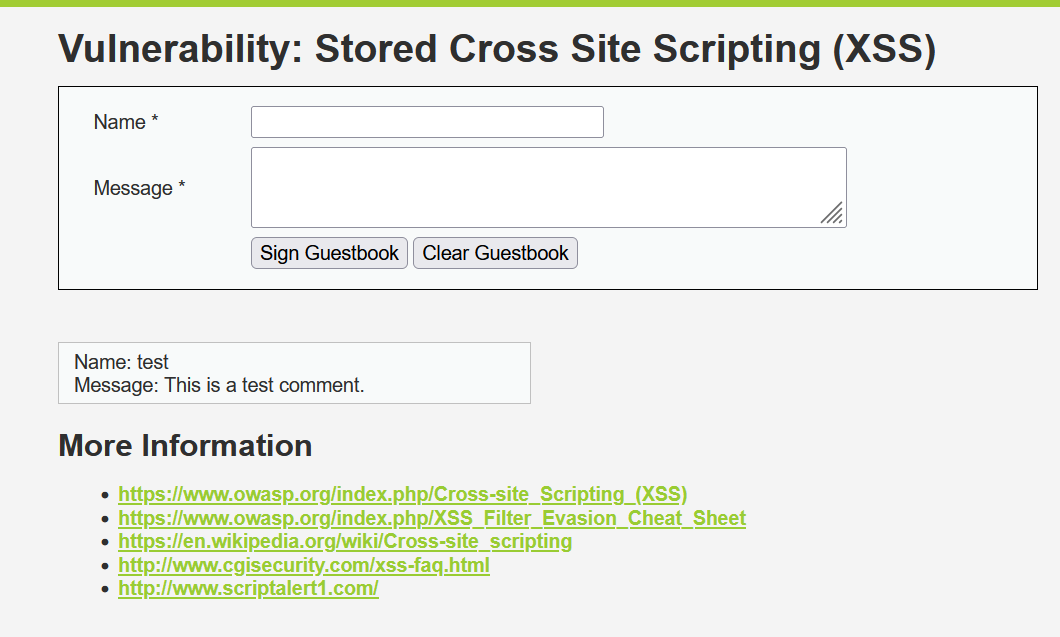 Vulnerability: Stored Cross Site Scripting (XSS)
Name *
Message *
Sign Guestbook Clear Guestbook
Name: test
Message: This is a test comment.
More Information
https://www.owasp.org/index.php/Cross-site_Scripting_(XSS)
https://www.owasp.org/index.php/XSS_Filter_Evasion_Cheat_Sheet
https://en.wikipedia.org/wiki/Cross-site_scripting
http://www.cgisecurity.com/xss-faq.html
http://www.scriptalert1.com/